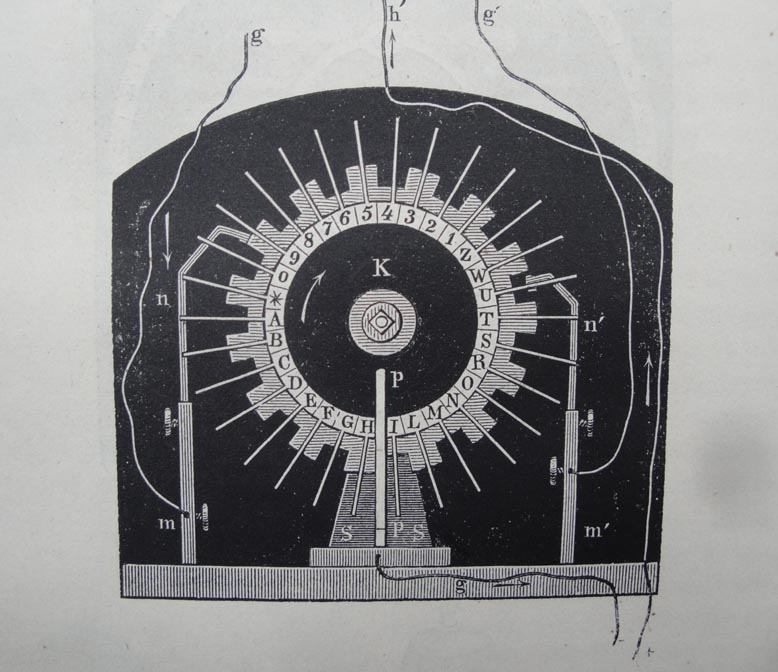 h' g'
g
0 9 8 7 6 5 4 3 2 1 Z W U T S R O N M L I H G F E D C B A *
K
n n'
p
m S p S m'
g